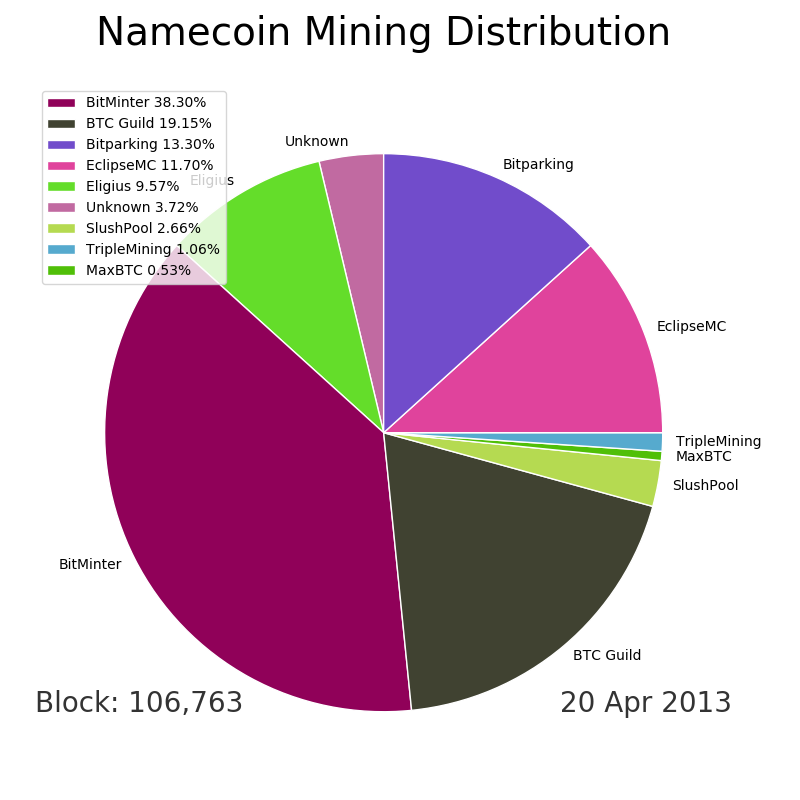 Namecoin Mining Distribution
BitMinter 38.30%
BTC Guild 19.15%
Bitparking 13.30%
EclipseMC 11.70%
Eligius 9.57%
Unknown 3.72%
SlushPool 2.66%
TripleMining 1.06%
MaxBTC 0.53%
Unknown
Bitparking
Eligius
EclipseMC
TripleMining
MaxBTC
SlushPool
BitMinter
BTC Guild
Block: 106,763
20 Apr 2013